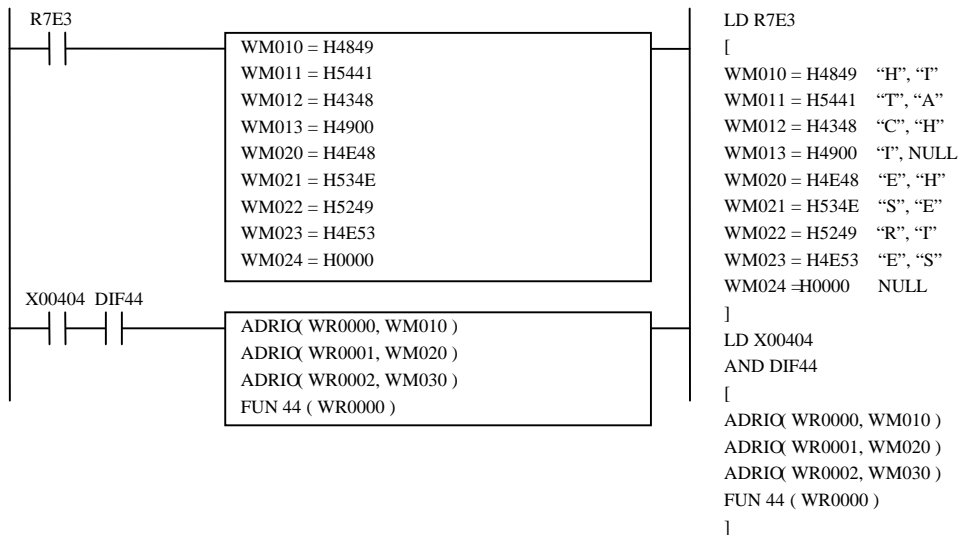 R7E3
WM010 = H4849
WM011 = H5441
WM012 = H4348
WM013 = H4900
WM020 = H4E48
WM021 = H534E
WM022 = H5249
WM023 = H4E53
WM024 = H0000
X00404 DIF44
ADRIO( WR0000, WM010 )
ADRIO( WR0001, WM020 )
ADRIO( WR0002, WM030 )
FUN 44 ( WR0000 )
LD R7E3
[
WM010 = H4849 “H”, “I”
WM011 = H5441 “T”, “A”
WM012 = H4348 “C”, “H”
WM013 = H4900 “I”, NULL
WM020 = H4E48 “E”, “H”
WM021 = H534E “S”, “E”
WM022 = H5249 “R”, “I”
WM023 = H4E53 “E”, “S”
WM024 =H0000 NULL
]
LD X00404
AND DIF44
[
ADRIO( WR0000, WM010 )
ADRIO( WR0001, WM020 )
ADRIO( WR0002, WM030 )
FUN 44 ( WR0000 )
]